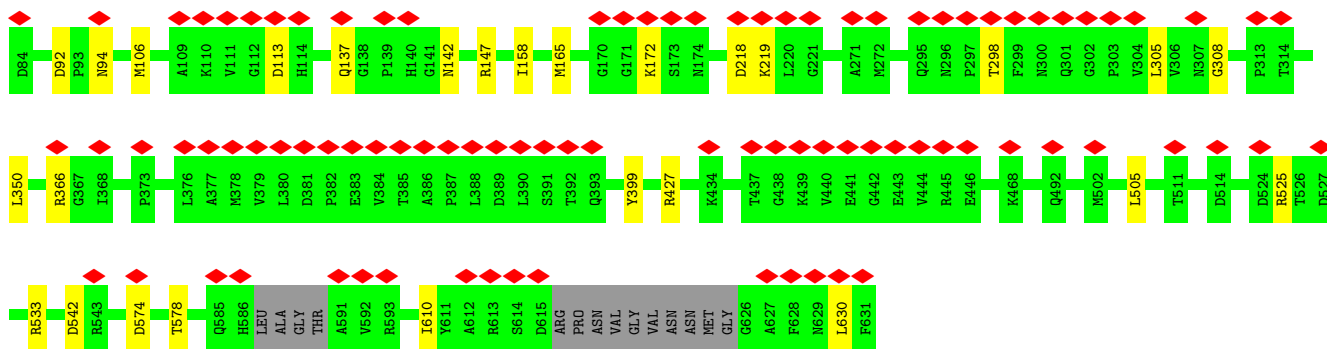 D84 D92 P93 N94 M106 A109 K110 V111 G112 D113 H114 Q137 G138 P139 H140 G141 N142 R147 I158 M165 G170 G171 K172 S173 N174 D218 K219 L220 G221 A271 M272 Q295 N296 P297 T298 F299 N300 Q301 G302 P303 V304 L305 V306 N307 G308 P313 T314
L350 R366 G367 I368 P373 L376 A377 M378 V379 L380 D381 P382 E383 V384 T385 A386 P387 L388 D389 L390 S391 T392 Q393 Y399 R427 K434 T437 G438 K439 V440 E441 G442 E443 V444 R445 E446 K468 Q492 M502 L505 T511 D514 D524 R525 T526 D527
R533 D542 R543 D574 T578 Q585 H586 LEU ALA GLY THR A591 V592 R593 I610 Y611 A612 R613 S614 D615 ARG PRO ASN VAL GLY VAL ASN ASN MET GLY G626 A627 F628 N629 L630 F631